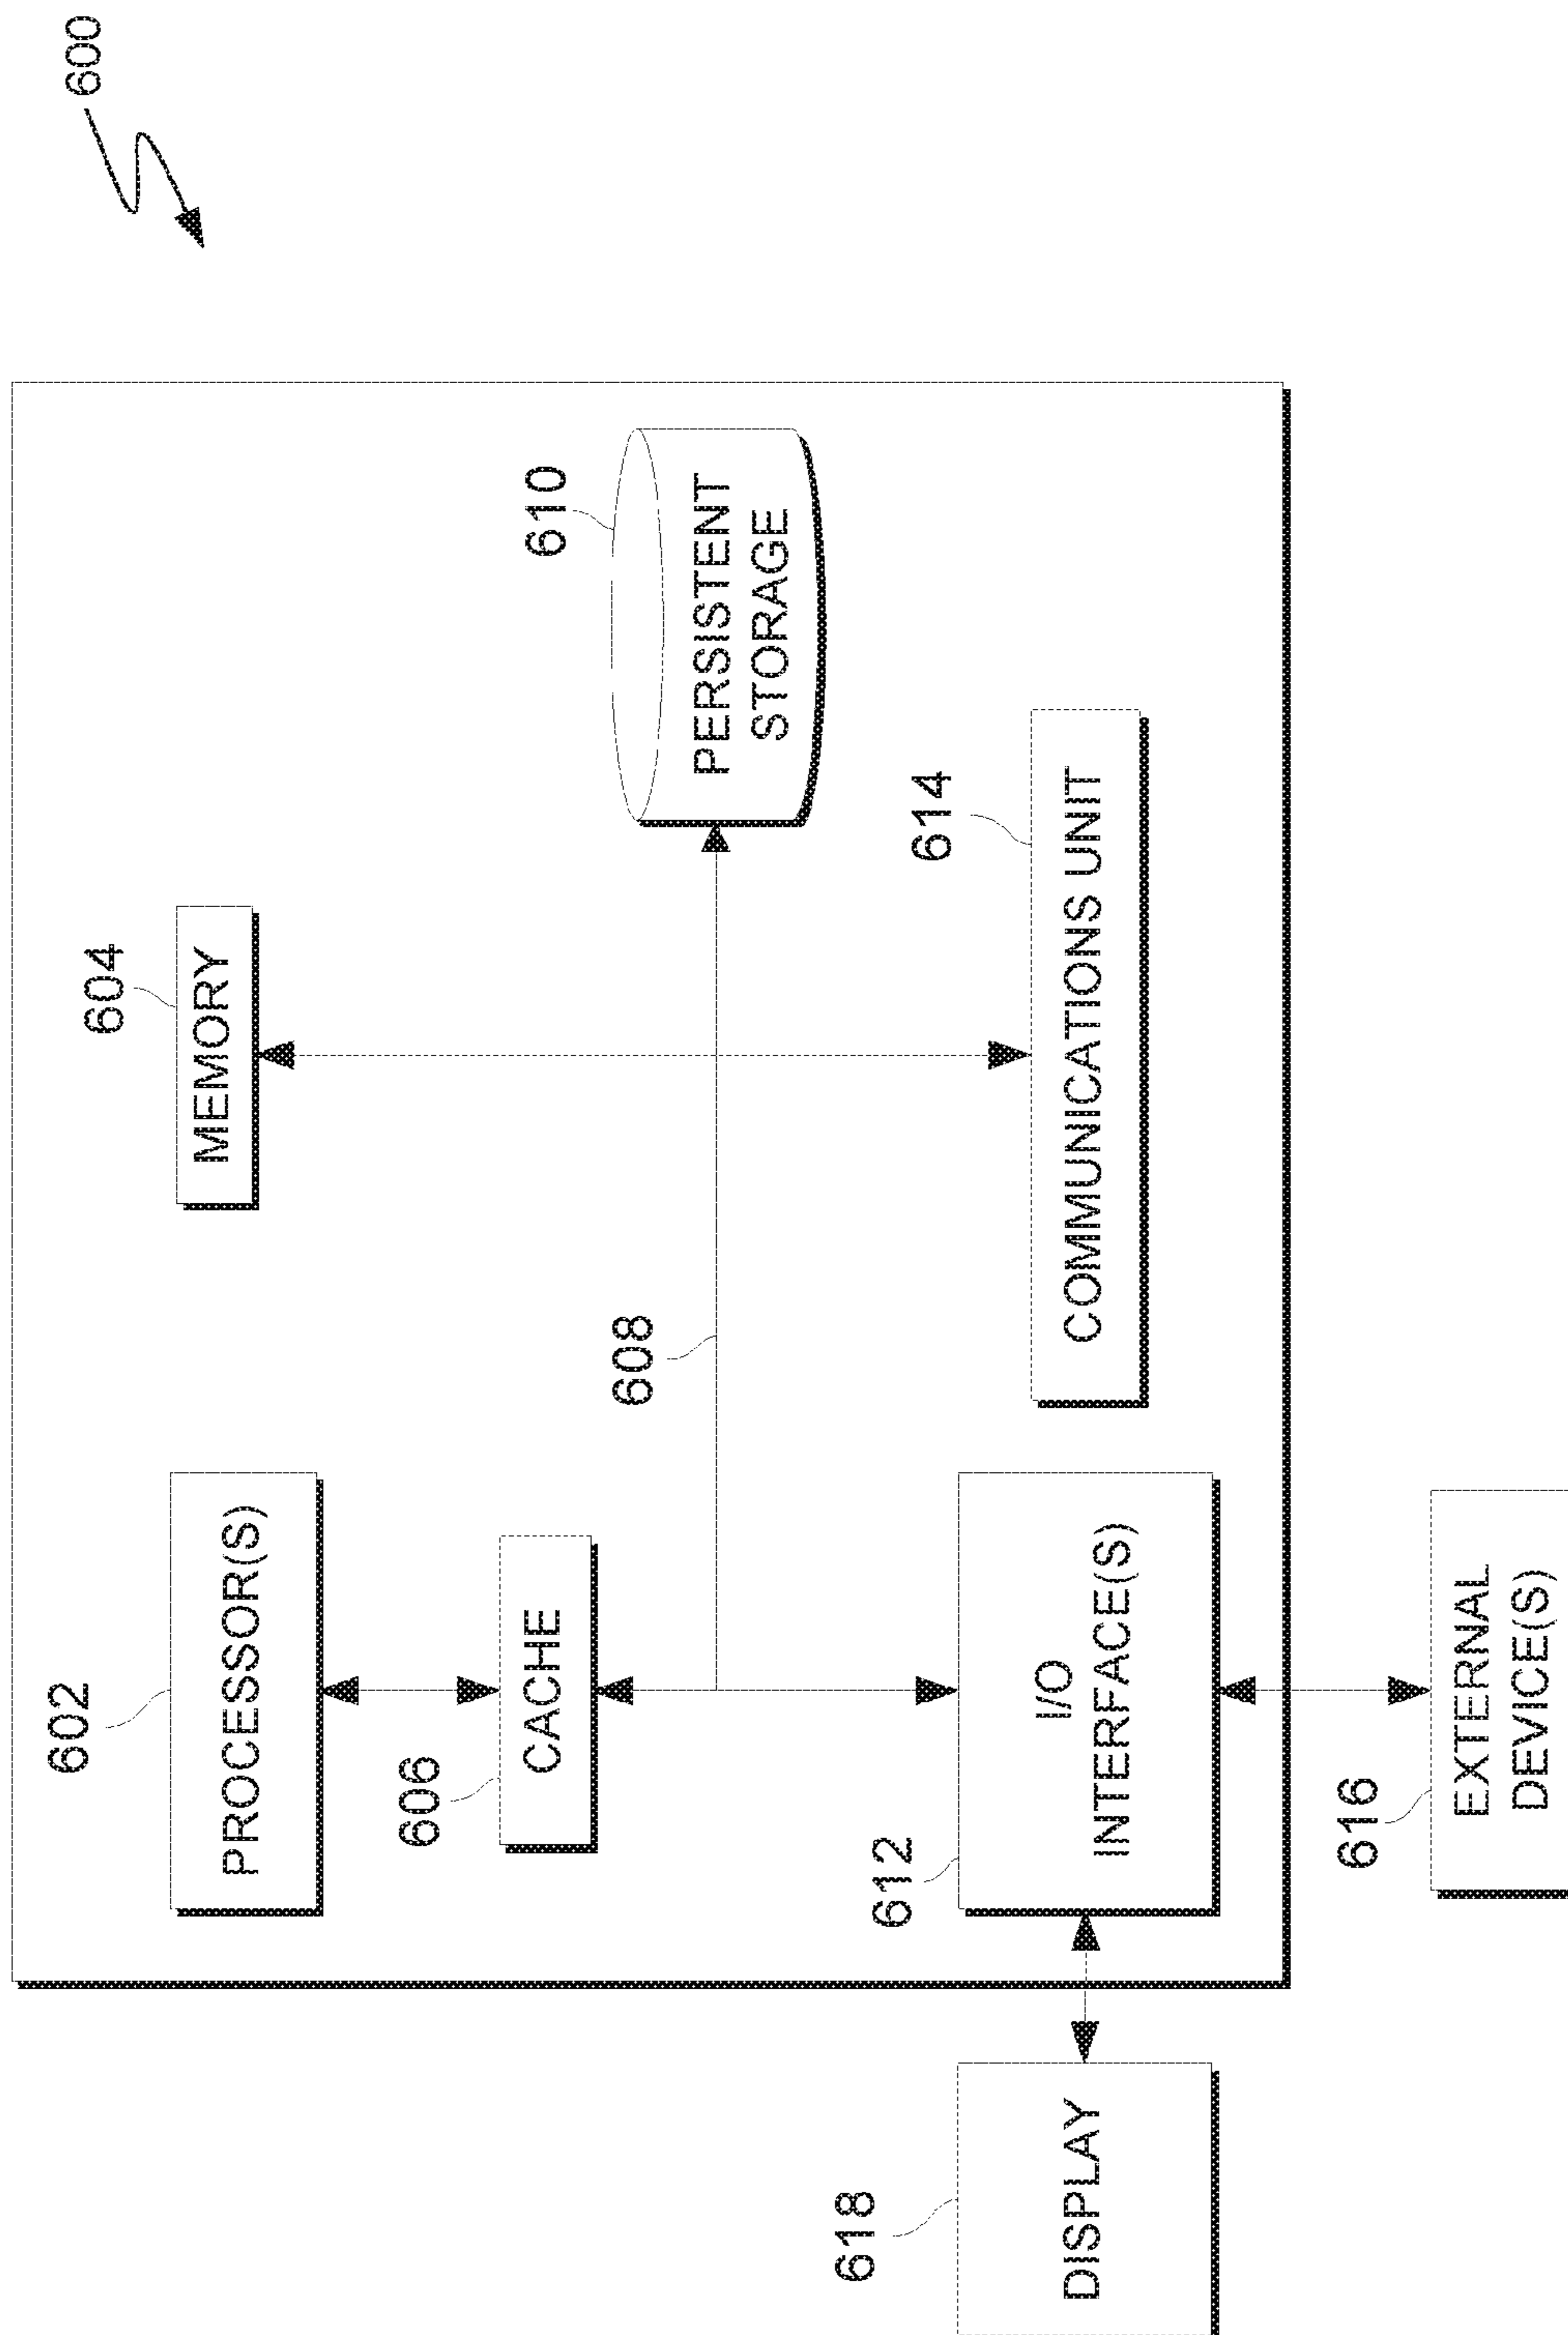 600
602
PROCESSOR(S)
604
MEMORY
606
CACHE
610
PERSISTENT
STORAGE
608
618
DISPLAY
612
I/O
INTERFACE(S)
614
COMMUNICATIONS UNIT
616
EXTERNAL
DEVICE(S)